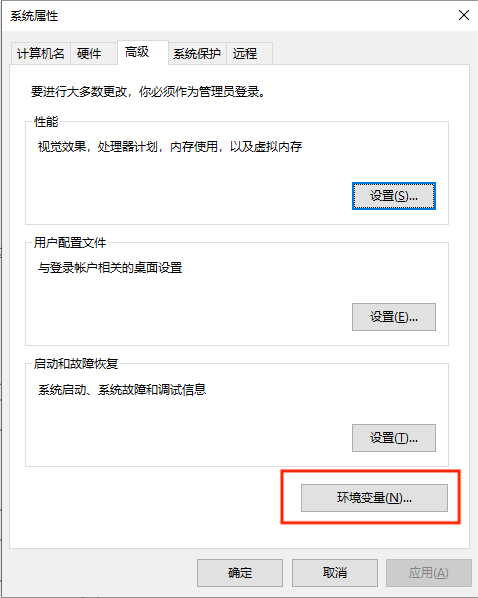 系统属性
计算机名 硬件 高级 系统保护 远程
要进行大多数更改，你必须作为管理员登录。
性能
视觉效果，处理器计划，内存使用，以及虚拟内存
设置(S)...
用户配置文件
与登录帐户相关的桌面设置
设置(E)...
启动和故障恢复
系统启动、系统故障和调试信息
设置(T)...
环境变量(N)...
确定 取消 应用(A)